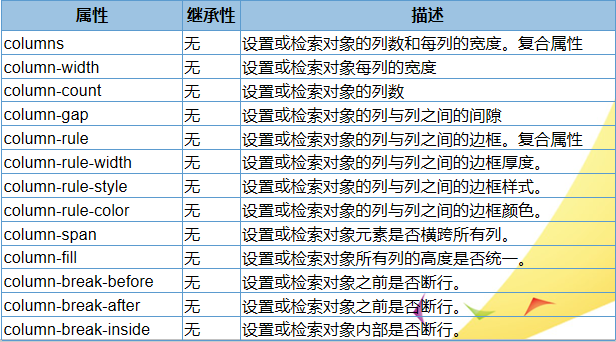 属性 继承性 描述
columns 无 设置或检索对象的列数和每列的宽度。复合属性
column-width 无 设置或检索对象每列的宽度
column-count 无 设置或检索对象的列数
column-gap 无 设置或检索对象的列与列之间的间隙
column-rule 无 设置或检索对象的列与列之间的边框。复合属性
column-rule-width 无 设置或检索对象的列与列之间的边框厚度。
column-rule-style 无 设置或检索对象的列与列之间的边框样式。
column-rule-color 无 设置或检索对象的列与列之间的边框颜色。
column-span 无 设置或检索对象元素是否横跨所有列。
column-fill 无 设置或检索对象所有列的高度是否统一。
column-break-before 无 设置或检索对象之前是否断行。
column-break-after 无 设置或检索对象之前是否断行。
column-break-inside 无 设置或检索对象内部是否断行。